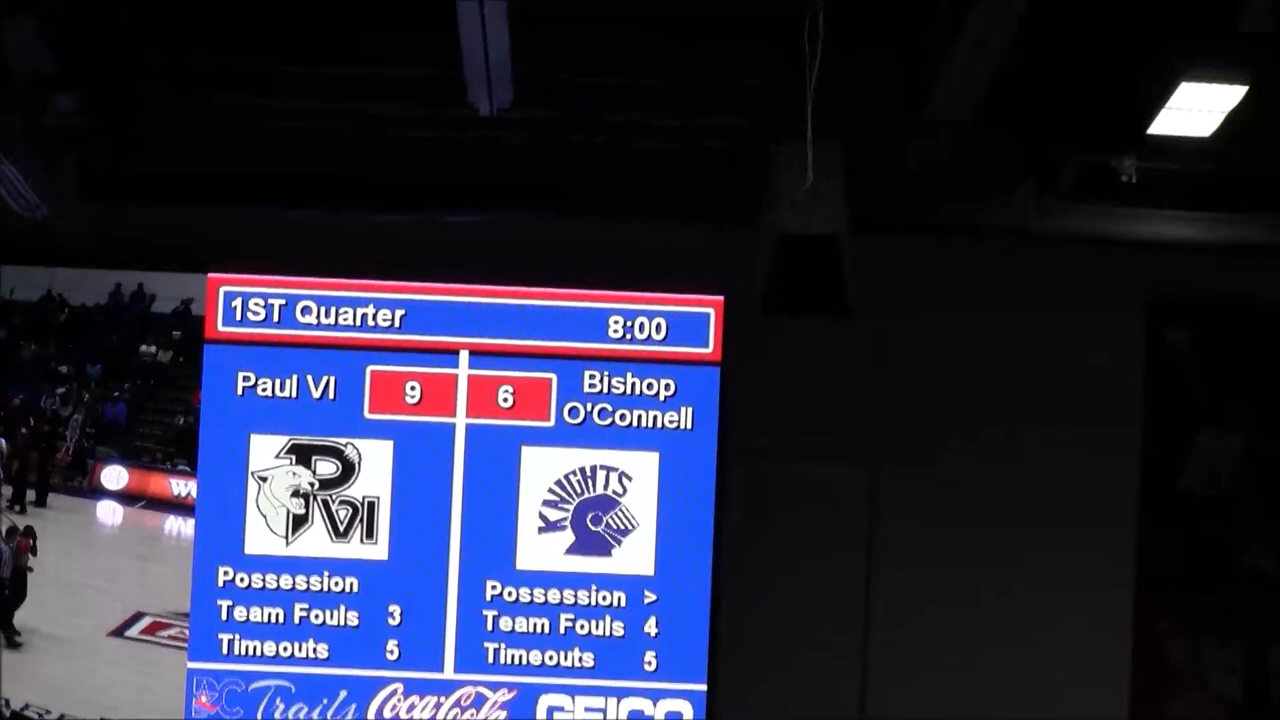 1ST Quarter 8:00
Paul VI 9 6 Bishop O'Connell
PVI
KNIGHTS
Possession
Team Fouls 3
Timeouts 5
Possession >
Team Fouls 4
Timeouts 5
DC Trails Coca-Cola GEICO